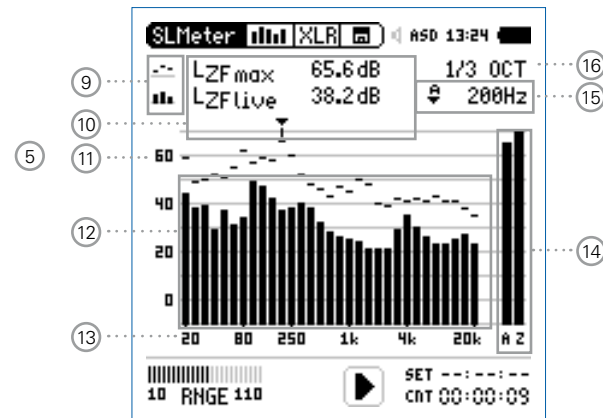 SLMeter XLR ASD 13:24
LZFmax 65.6dB 1/3 OCT 16
9 LZFlive 38.2dB 200Hz 15
10
5 11 60
40
12 20 14
0
13 20 80 250 1k 4k 20k A Z
10 RNGE 110 SET --:--:--
CNT 00:00:09